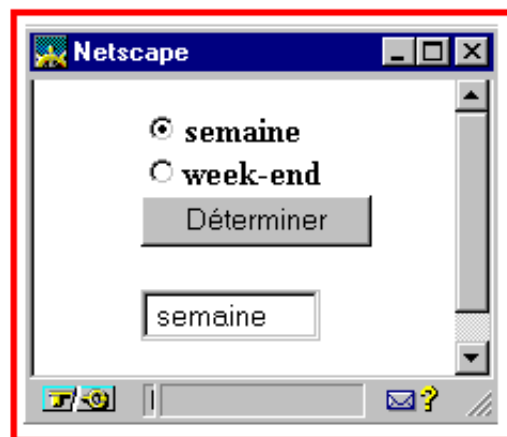 Netscape
semaine
week-end
Déterminer
semaine